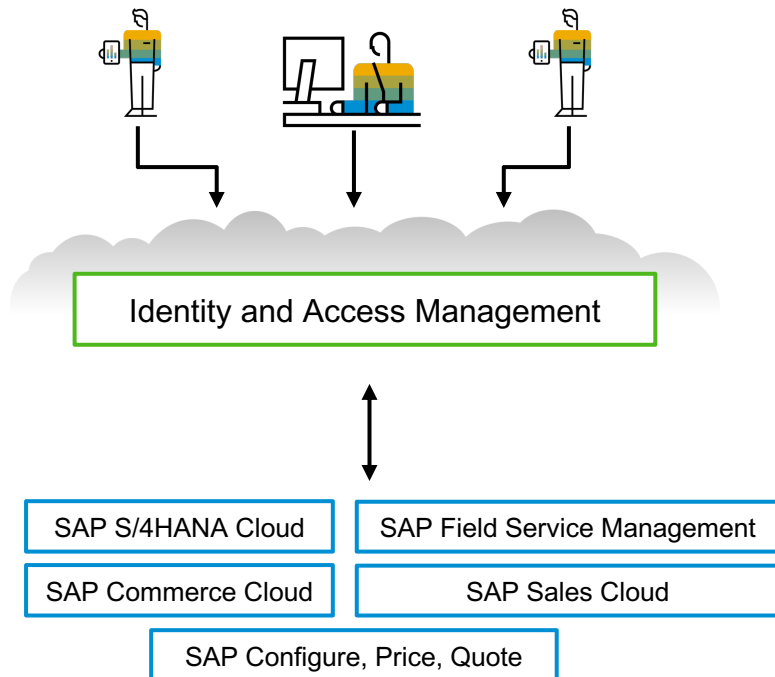 Identity and Access Management
SAP S/4HANA Cloud
SAP Field Service Management
SAP Commerce Cloud
SAP Sales Cloud
SAP Configure, Price, Quote